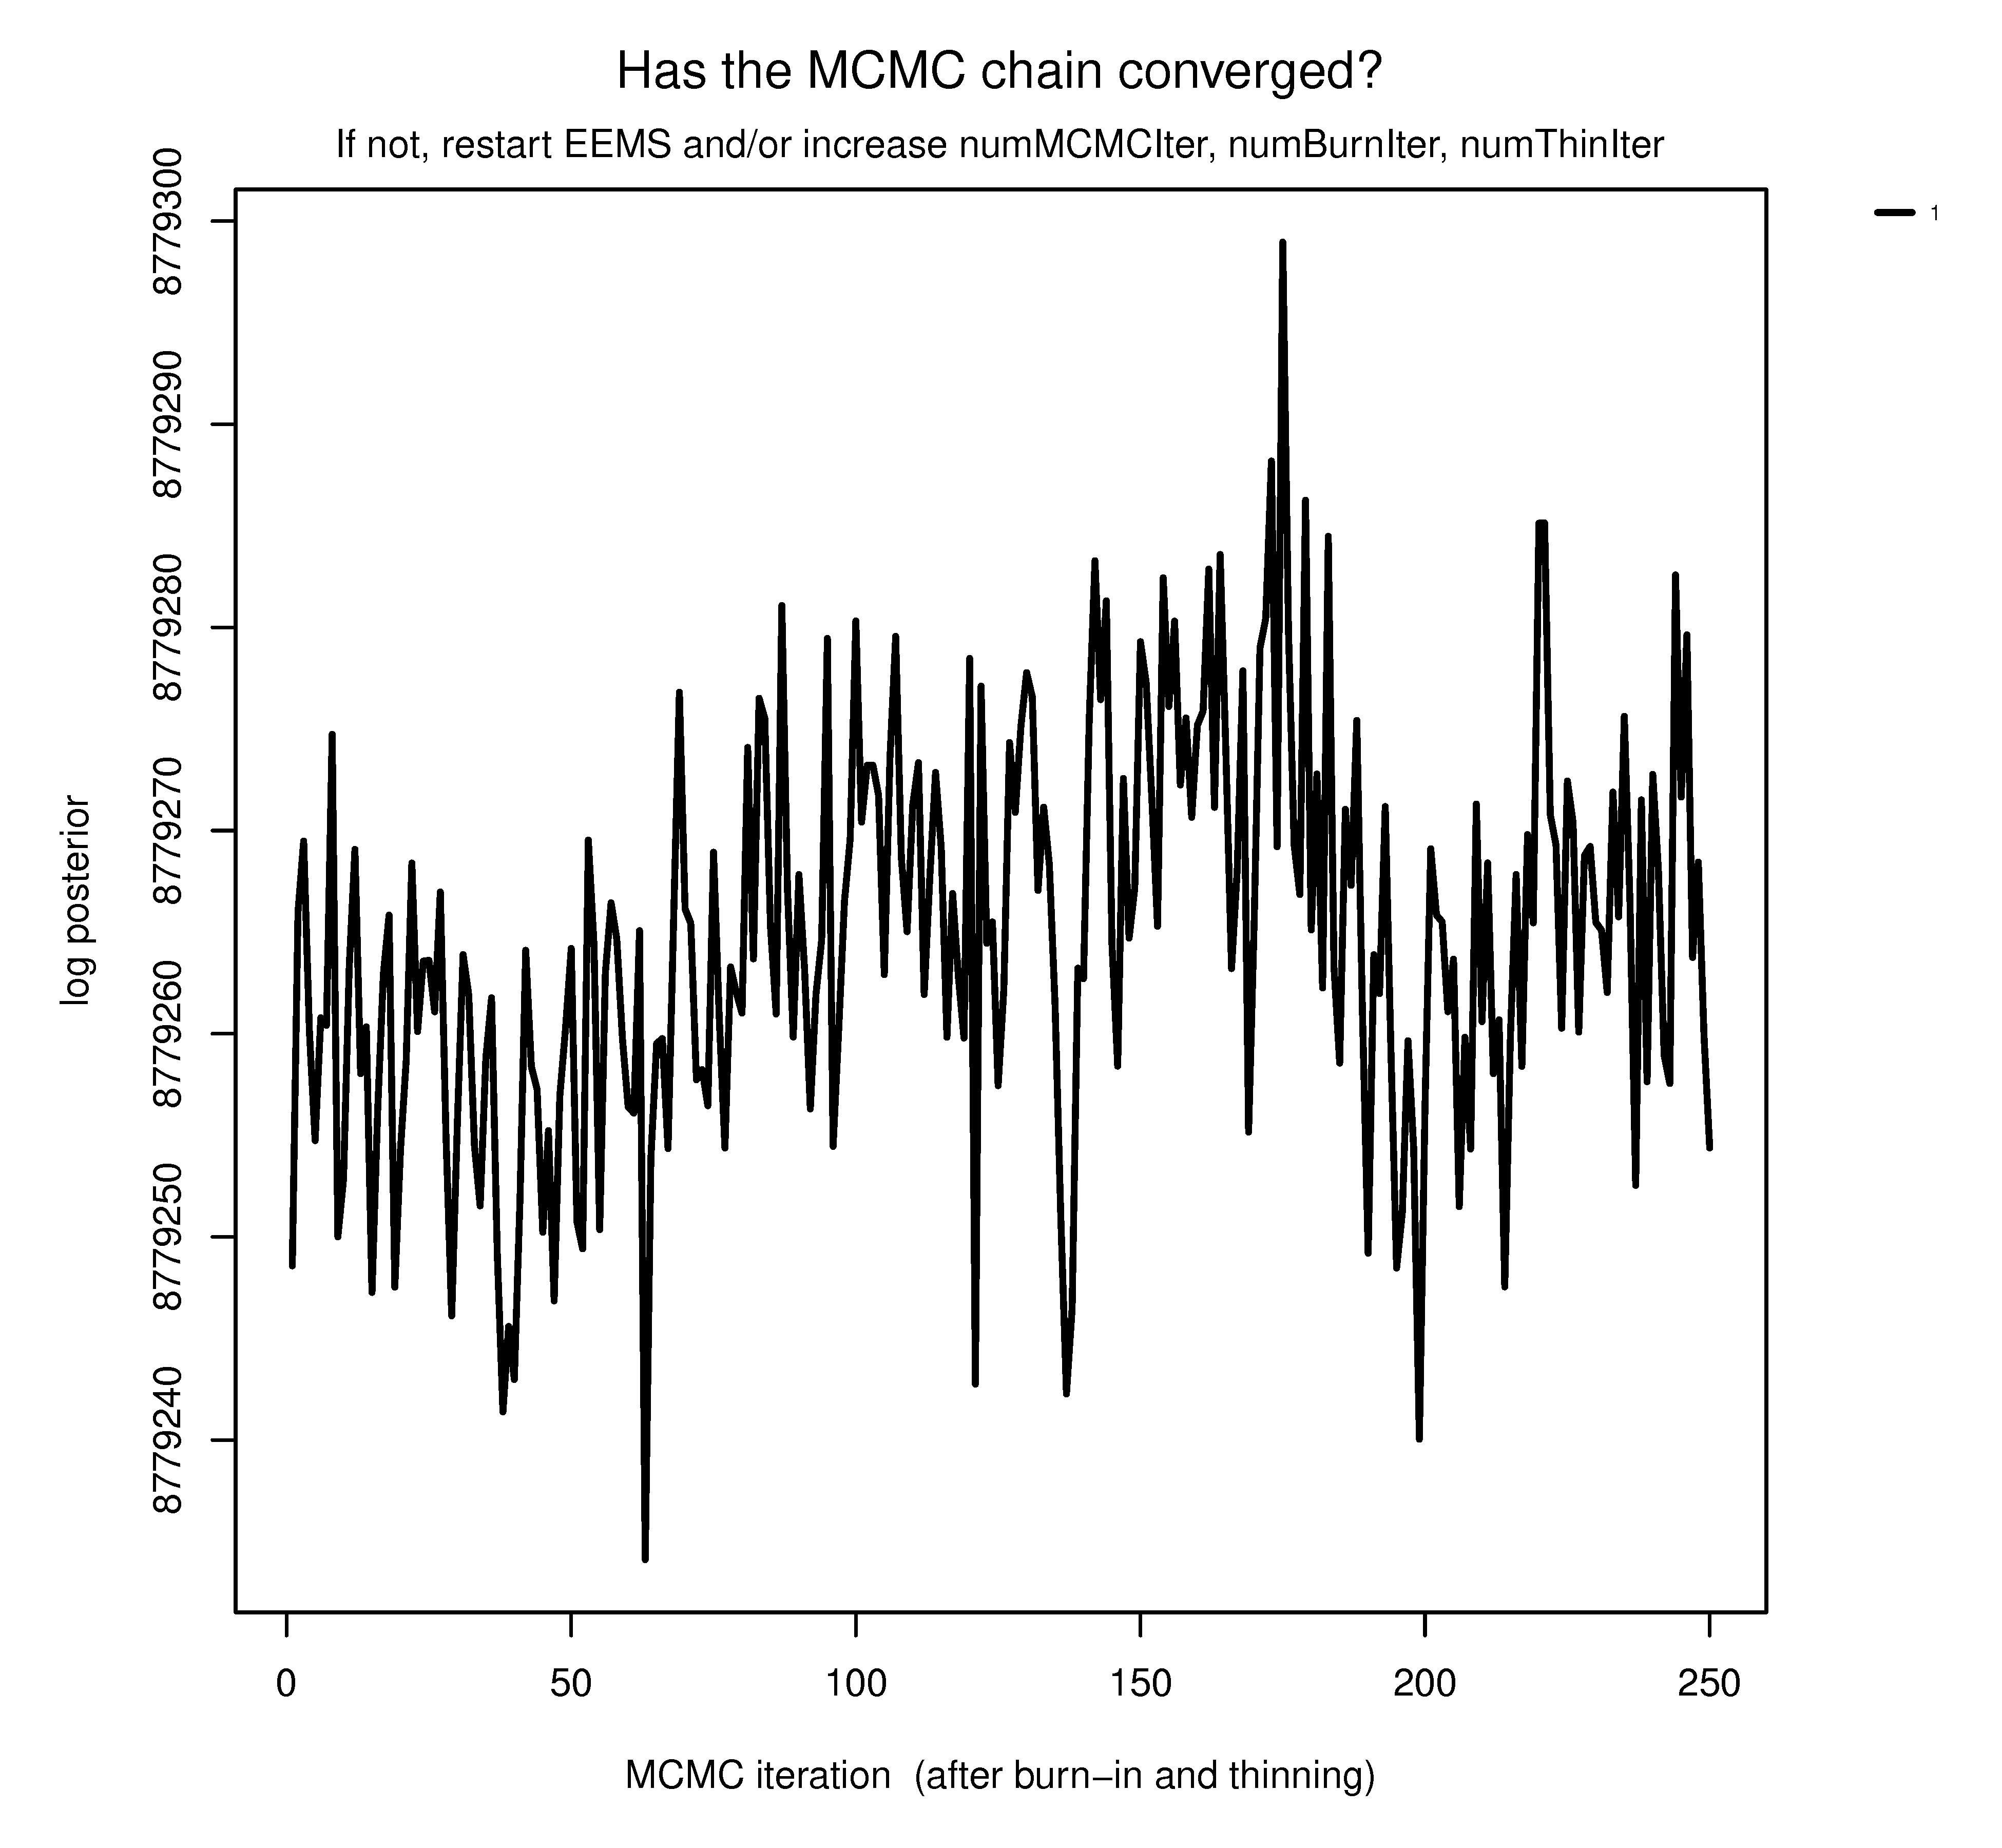 Has the MCMC chain converged?
If not, restart EEMS and/or increase numMCMCIter, numBurnIter, numThinIter
1
8779300
8779290
8779280
8779270
8779260
8779250
8779240
log posterior
0 50 100 150 200 250
MCMC iteration (after burn−in and thinning)